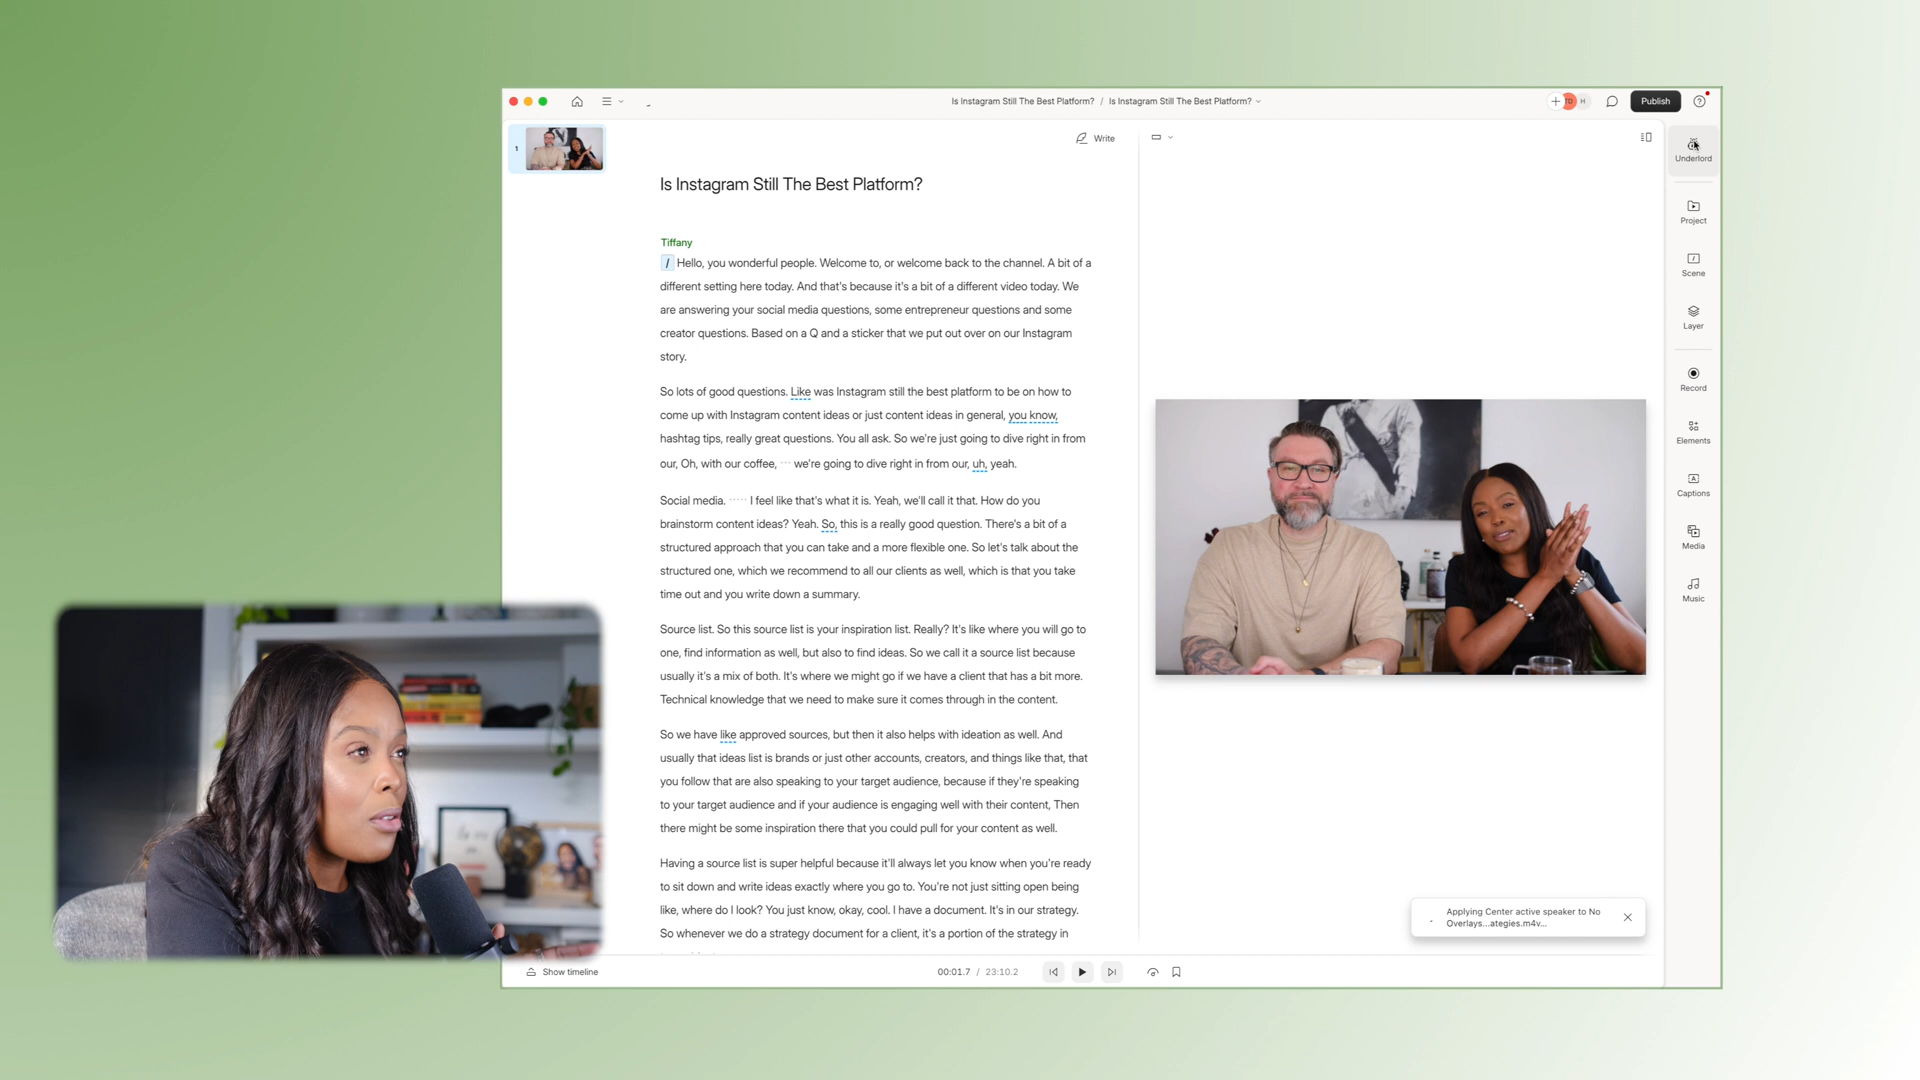 Is Instagram Still The Best Platform? / Is Instagram Still The Best Platform?
TD
H
Publish
1
Write
Underlord
Is Instagram Still The Best Platform?
Project
Tiffany
/ Hello, you wonderful people. Welcome to, or welcome back to the channel. A bit of a
different setting here today. And that's because it's a bit of a different video today. We
are answering your social media questions, some entrepreneur questions and some
creator questions. Based on a Q and a sticker that we put out over on our Instagram
story.
Scene
Layer
So lots of good questions. Like was Instagram still the best platform to be on how to
come up with Instagram content ideas or just content ideas in general, you know,
hashtag tips, really great questions. You all ask. So we're just going to dive right in from
our, Oh, with our coffee, ··· we're going to dive right in from our, uh, yeah.
Record
Elements
Captions
Social media. ····· I feel like that's what it is. Yeah, we'll call it that. How do you
brainstorm content ideas? Yeah. So, this is a really good question. There's a bit of a
structured approach that you can take and a more flexible one. So let's talk about the
structured one, which we recommend to all our clients as well, which is that you take
time out and you write down a summary.
Media
Music
Source list. So this source list is your inspiration list. Really? It's like where you will go to
one, find information as well, but also to find ideas. So we call it a source list because
usually it's a mix of both. It's where we might go if we have a client that has a bit more.
Technical knowledge that we need to make sure it comes through in the content.
So we have like approved sources, but then it also helps with ideation as well. And
usually that ideas list is brands or just other accounts, creators, and things like that, that
you follow that are also speaking to your target audience, because if they're speaking
to your target audience and if your audience is engaging well with their content, Then
there might be some inspiration there that you could pull for your content as well.
Having a source list is super helpful because it'll always let you know when you're ready
to sit down and write ideas exactly where you go to. You're not just sitting open being
like, where do I look? You just know, okay, cool. I have a document. It's in our strategy.
So whenever we do a strategy document for a client, it's a portion of the strategy in
Applying Center active speaker to No
Overlays...ategies.m4v...
Show timeline
00:01.7 / 23:10.2